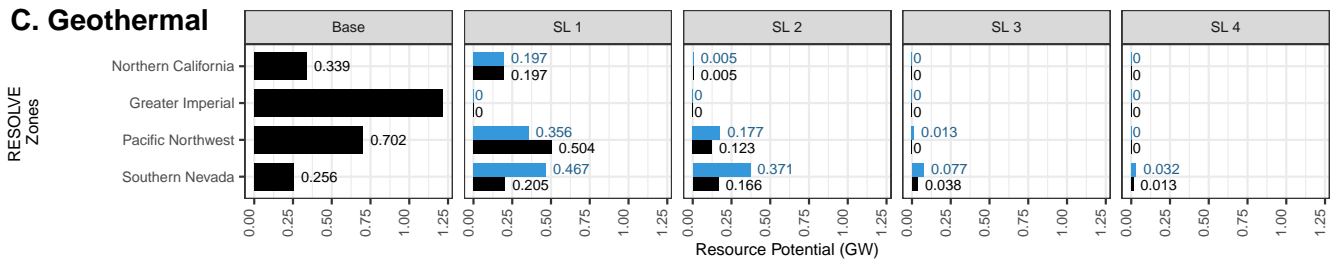 C. Geothermal
Base
SL 1
SL 2
SL 3
SL 4
RESOLVE
Zones
Northern California
0.339
0.197
0.197
0.005
0.005
0
0
0
0
Greater Imperial
0
0
0
0
0
0
0
0
Pacific Northwest
0.702
0.356
0.504
0.177
0.123
0.013
0
0
0
Southern Nevada
0.256
0.467
0.205
0.371
0.166
0.077
0.038
0.032
0.013
0.00 0.25 0.50 0.75 1.00 1.25
0.00 0.25 0.50 0.75 1.00 1.25
0.00 0.25 0.50 0.75 1.00 1.25
0.00 0.25 0.50 0.75 1.00 1.25
0.00 0.25 0.50 0.75 1.00 1.25
Resource Potential (GW)